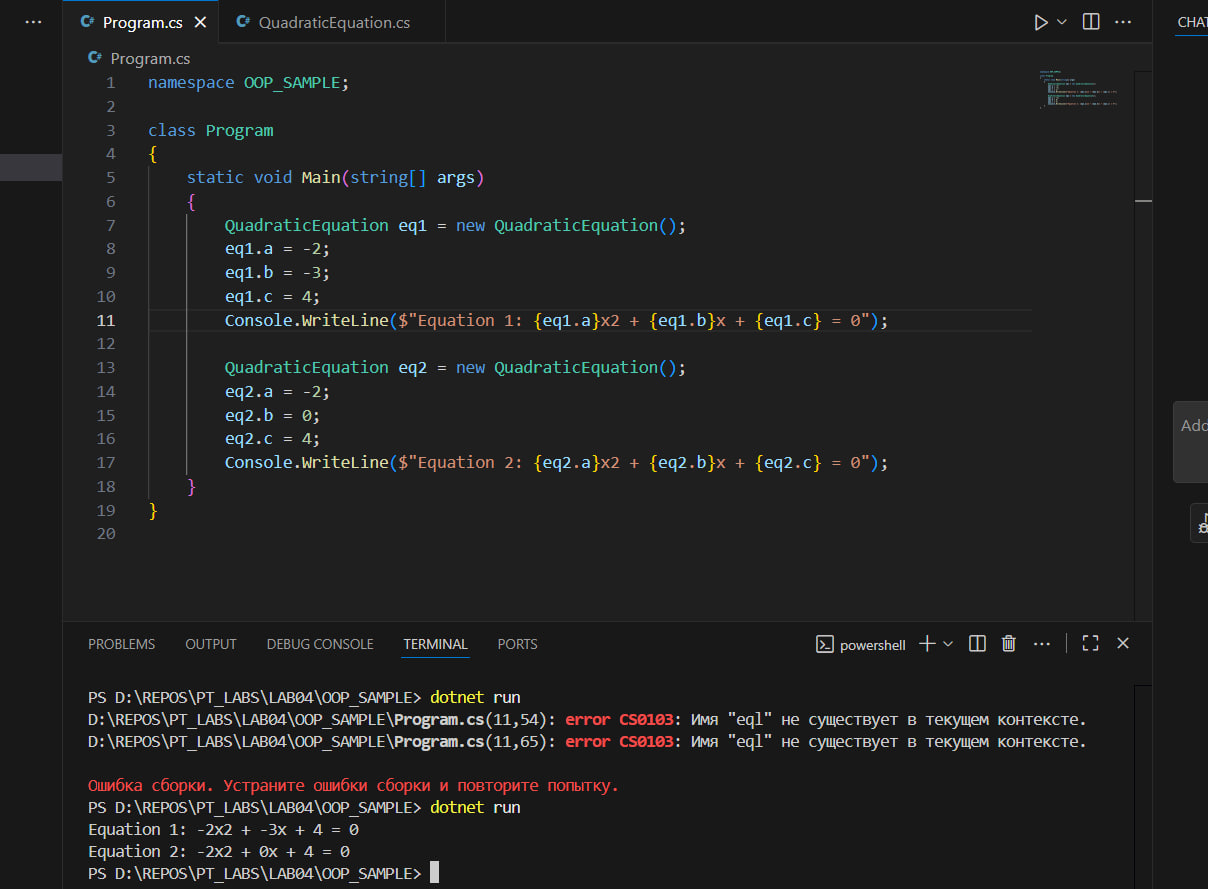 Program.cs QuadraticEquation.cs CHAT
Program.cs
1 namespace OOP_SAMPLE;
2
3 class Program
4 {
5 static void Main(string[] args)
6 {
7 QuadraticEquation eq1 = new QuadraticEquation();
8 eq1.a = -2;
9 eq1.b = -3;
10 eq1.c = 4;
11 Console.WriteLine($"Equation 1: {eq1.a}x2 + {eq1.b}x + {eq1.c} = 0");
12
13 QuadraticEquation eq2 = new QuadraticEquation();
14 eq2.a = -2;
15 eq2.b = 0;
16 eq2.c = 4;
17 Console.WriteLine($"Equation 2: {eq2.a}x2 + {eq2.b}x + {eq2.c} = 0");
18 }
19 }
20
Add
PROBLEMS OUTPUT DEBUG CONSOLE TERMINAL PORTS powershell
PS D:\REPOS\PT_LABS\LAB04\OOP_SAMPLE> dotnet run
D:\REPOS\PT_LABS\LAB04\OOP_SAMPLE\Program.cs(11,54): error CS0103: Имя "eql" не существует в текущем контексте.
D:\REPOS\PT_LABS\LAB04\OOP_SAMPLE\Program.cs(11,65): error CS0103: Имя "eql" не существует в текущем контексте.
Ошибка сборки. Устраните ошибки сборки и повторите попытку.
PS D:\REPOS\PT_LABS\LAB04\OOP_SAMPLE> dotnet run
Equation 1: -2x2 + -3x + 4 = 0
Equation 2: -2x2 + 0x + 4 = 0
PS D:\REPOS\PT_LABS\LAB04\OOP_SAMPLE>